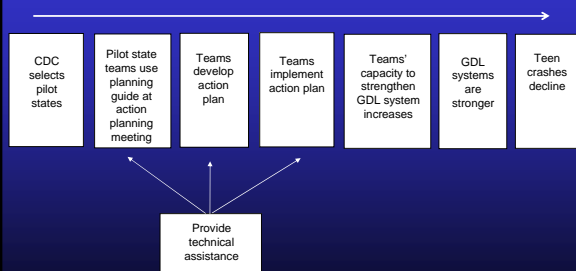 CDC
selects
pilot
states
Pilot state
teams use
planning
guide at
action
planning
meeting
Teams
develop
action
plan
Teams
implement
action plan
Teams’
capacity to
strengthen
GDL system
increases
GDL
systems
are
stronger
Teen
crashes
decline
Provide
technical
assistance